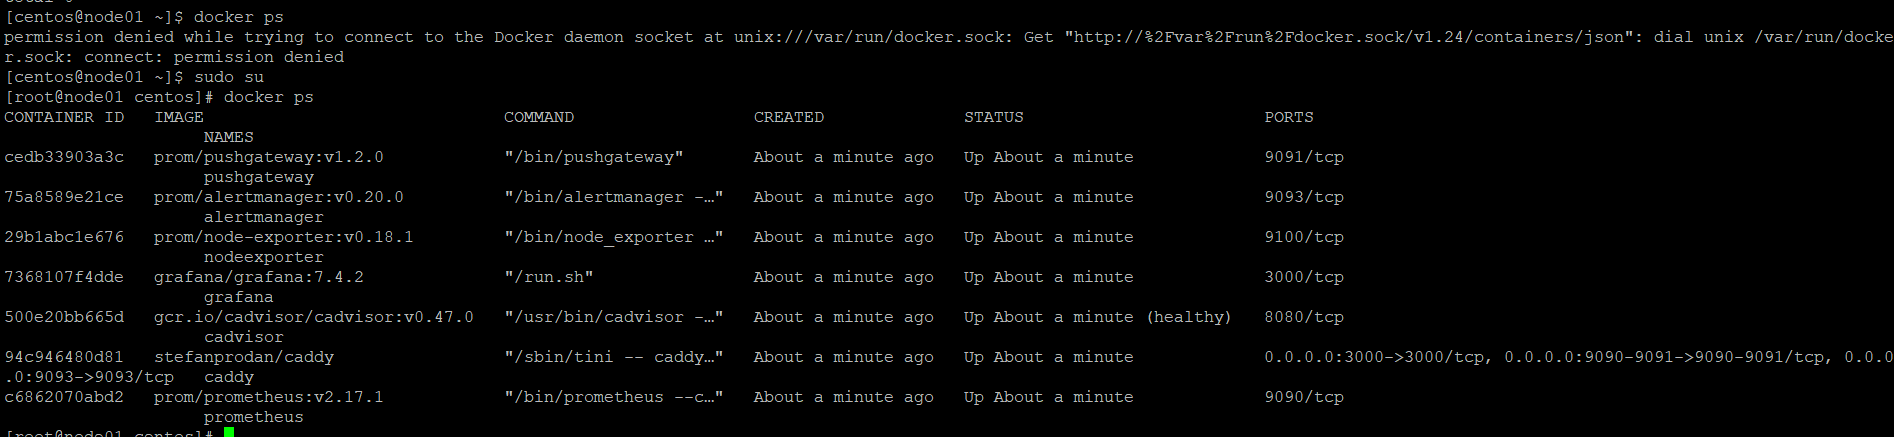 [centos@node01 ~]$ docker ps
permission denied while trying to connect to the Docker daemon socket at unix:///var/run/docker.sock: Get "http://%2Fvar%2Frun%2Fdocker.sock/v1.24/containers/json": dial unix /var/run/docke
r.sock: connect: permission denied
[centos@node01 ~]$ sudo su
[root@node01 centos]# docker ps
CONTAINER ID   IMAGE                              COMMAND                  CREATED              STATUS                        PORTS
                    NAMES
cedb33903a3c   prom/pushgateway:v1.2.0            "/bin/pushgateway"       About a minute ago   Up About a minute             9091/tcp
                    pushgateway
75a8589e21ce   prom/alertmanager:v0.20.0          "/bin/alertmanager -…"   About a minute ago   Up About a minute             9093/tcp
                    alertmanager
29b1abc1e676   prom/node-exporter:v0.18.1         "/bin/node_exporter …"   About a minute ago   Up About a minute             9100/tcp
                    nodeexporter
7368107f4dde   grafana/grafana:7.4.2              "/run.sh"                About a minute ago   Up About a minute             3000/tcp
                    grafana
500e20bb665d   gcr.io/cadvisor/cadvisor:v0.47.0   "/usr/bin/cadvisor -…"   About a minute ago   Up About a minute (healthy)   8080/tcp
                    cadvisor
94c946480d81   stefanprodan/caddy                 "/sbin/tini -- caddy…"   About a minute ago   Up About a minute             0.0.0.0:3000->3000/tcp, 0.0.0.0:9090-9091->9090-9091/tcp, 0.0.0
.0:9093->9093/tcp   caddy
c6862070abd2   prom/prometheus:v2.17.1            "/bin/prometheus --c…"   About a minute ago   Up About a minute             9090/tcp
                    prometheus
[root@node01 centos]#